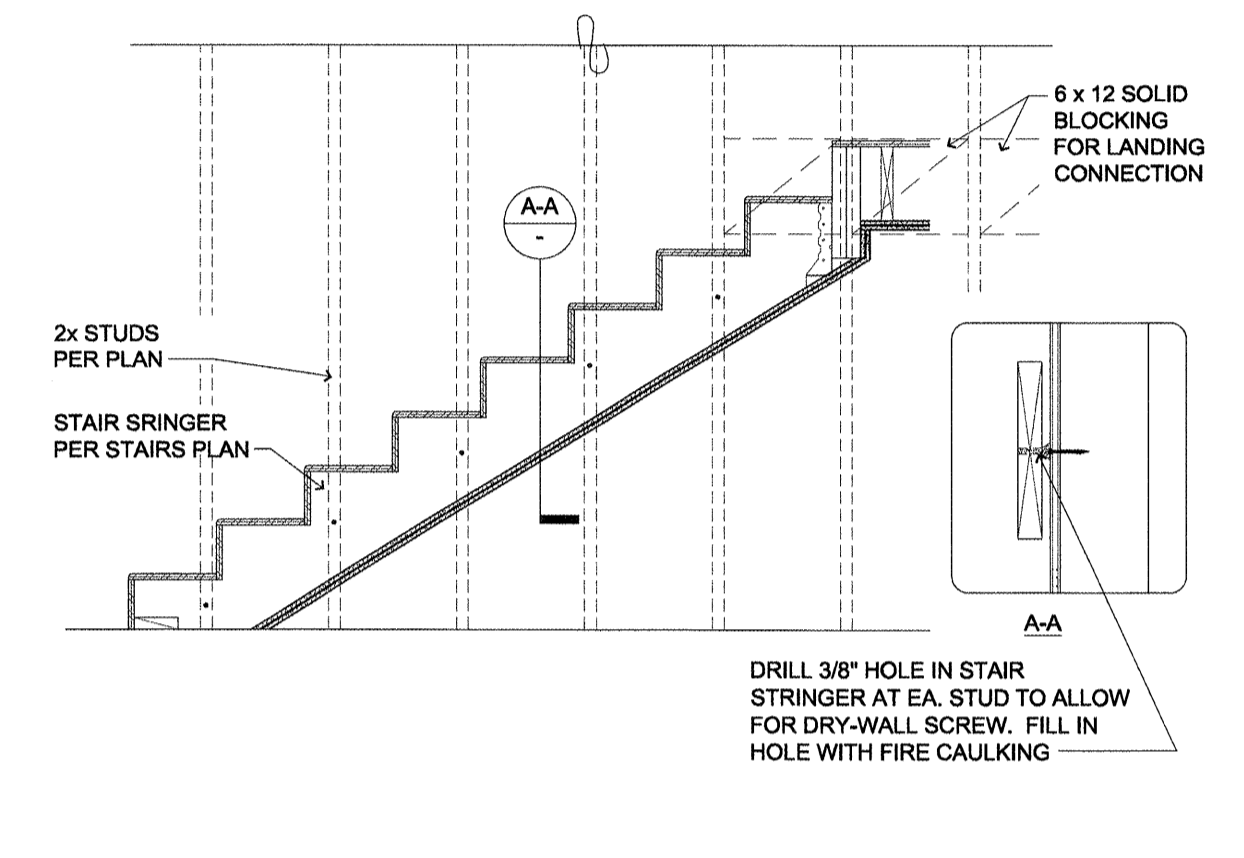 6 x 12 SOLID
BLOCKING
FOR LANDING
CONNECTION
A-A
-
2x STUDS
PER PLAN
STAIR SRINGER
PER STAIRS PLAN
A-A
DRILL 3/8" HOLE IN STAIR
STRINGER AT EA. STUD TO ALLOW
FOR DRY-WALL SCREW. FILL IN
HOLE WITH FIRE CAULKING